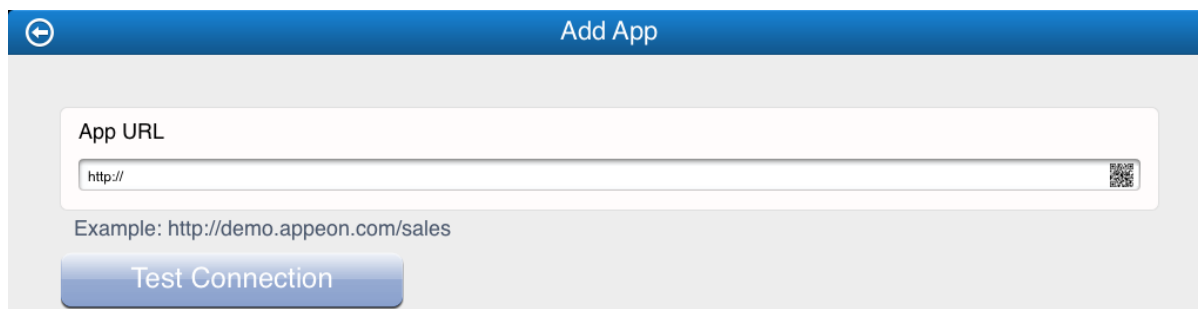 Add App
App URL
http://
Example: http://demo.appeon.com/sales
Test Connection